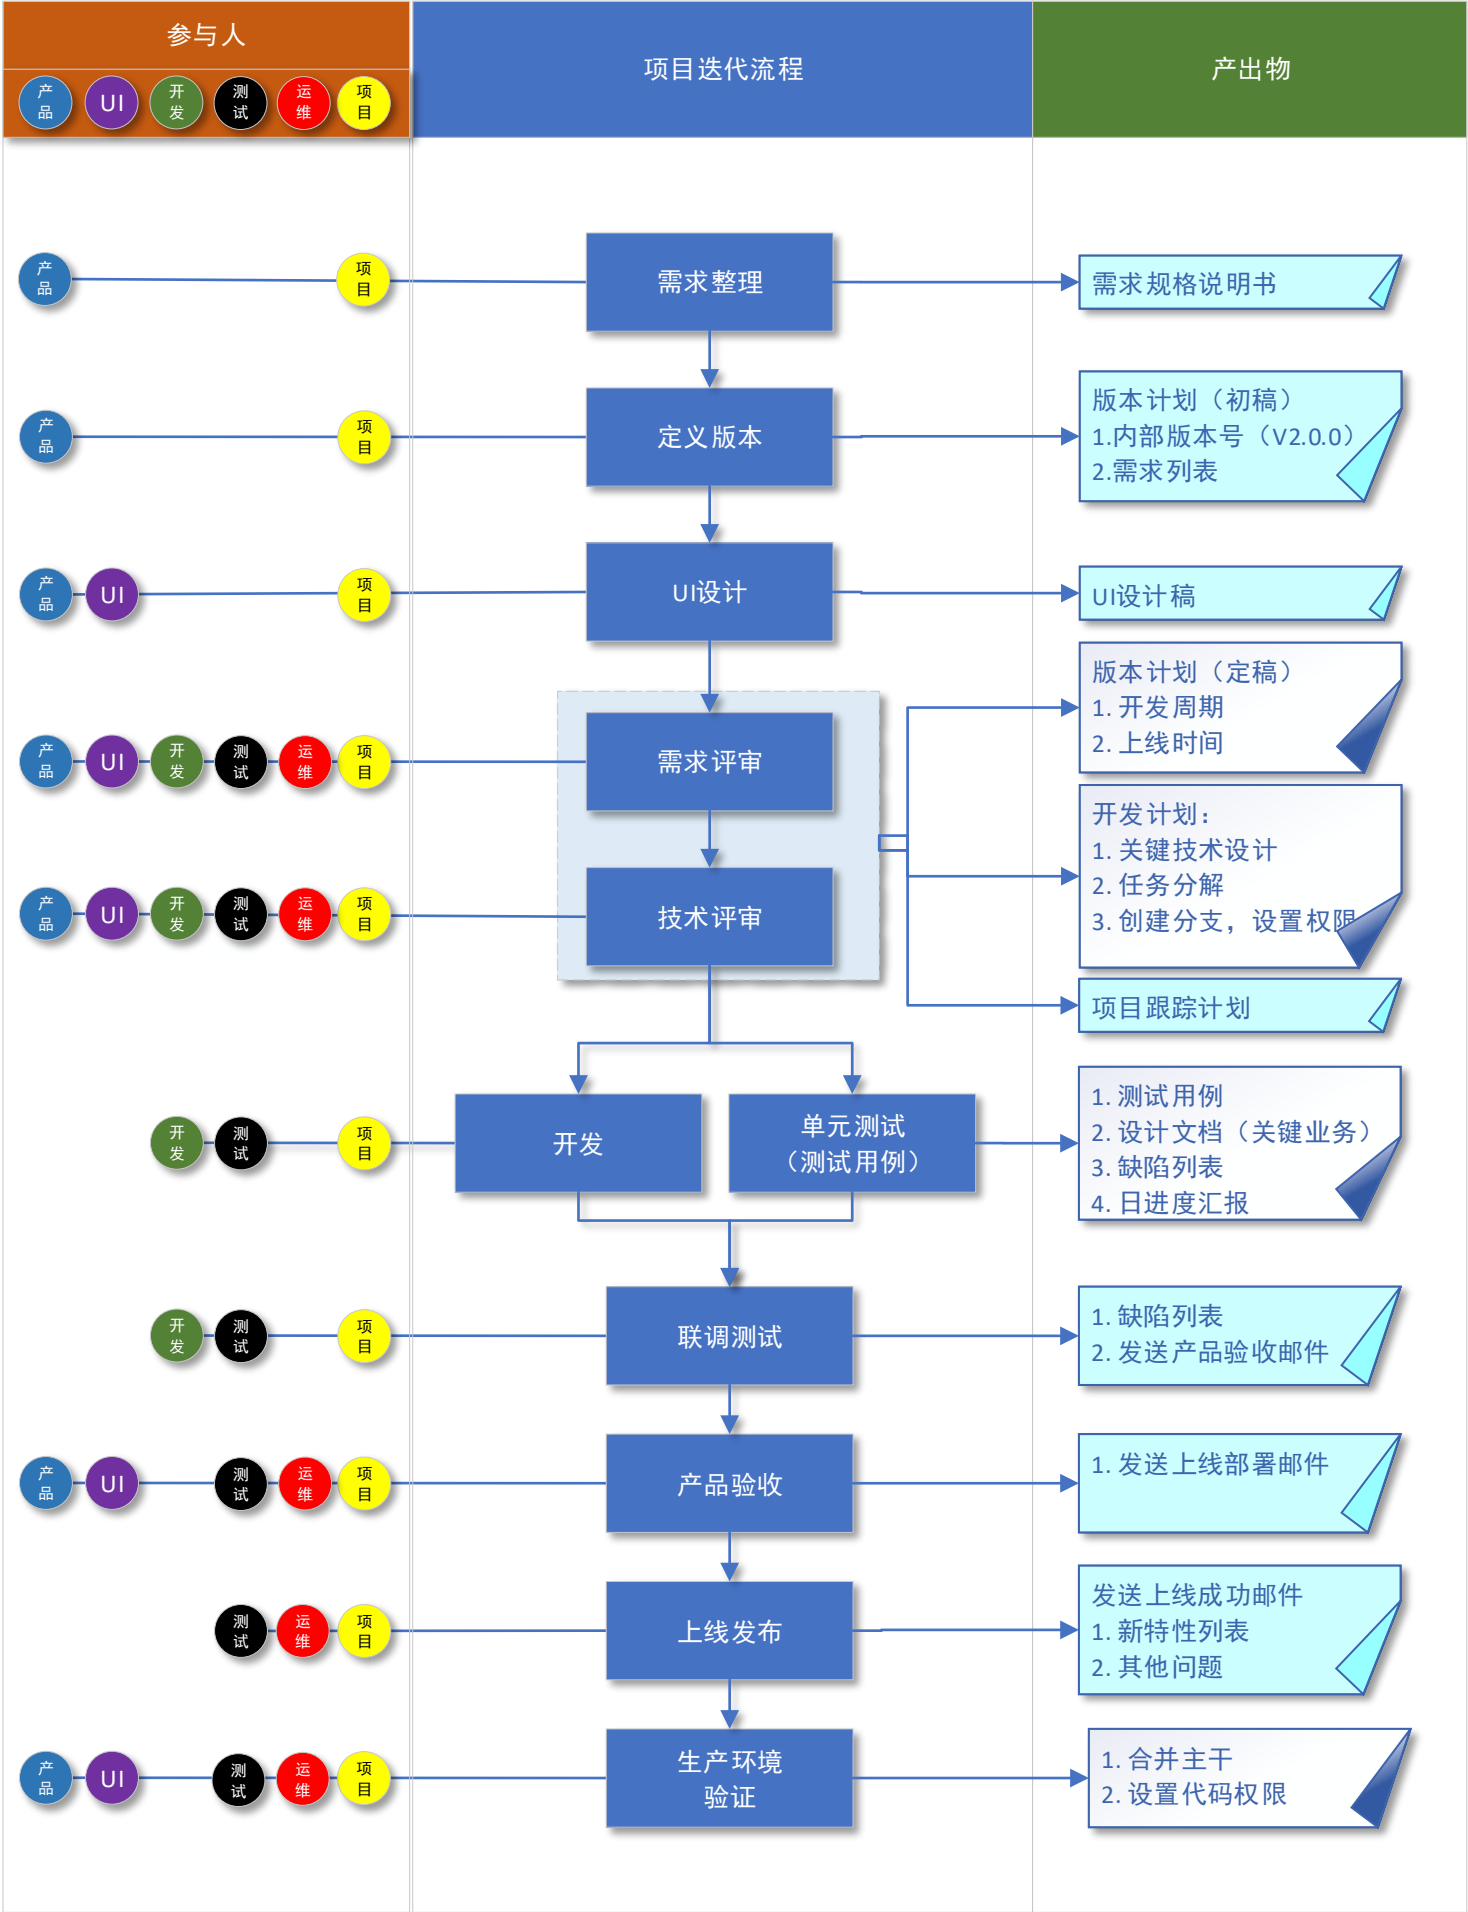 参与人
项目迭代流程
产出物
产品
UI
开发
测试
运维
项目
产品
项目
需求整理
需求规格说明书
产品
项目
定义版本
版本计划（初稿）
1.内部版本号（V2.0.0）
2.需求列表
产品
UI
项目
UI设计
UI设计稿
产品
UI
开发
测试
运维
项目
需求评审
版本计划（定稿）
1. 开发周期
2. 上线时间
产品
UI
开发
测试
运维
项目
技术评审
开发计划：
1. 关键技术设计
2. 任务分解
3. 创建分支，设置权限
项目跟踪计划
开发
测试
项目
开发
单元测试
（测试用例）
1. 测试用例
2. 设计文档（关键业务）
3. 缺陷列表
4. 日进度汇报
开发
测试
项目
联调测试
1. 缺陷列表
2. 发送产品验收邮件
产品
UI
测试
运维
项目
产品验收
1. 发送上线部署邮件
测试
运维
项目
上线发布
发送上线成功邮件
1. 新特性列表
2. 其他问题
产品
UI
测试
运维
项目
生产环境
验证
1. 合并主干
2. 设置代码权限